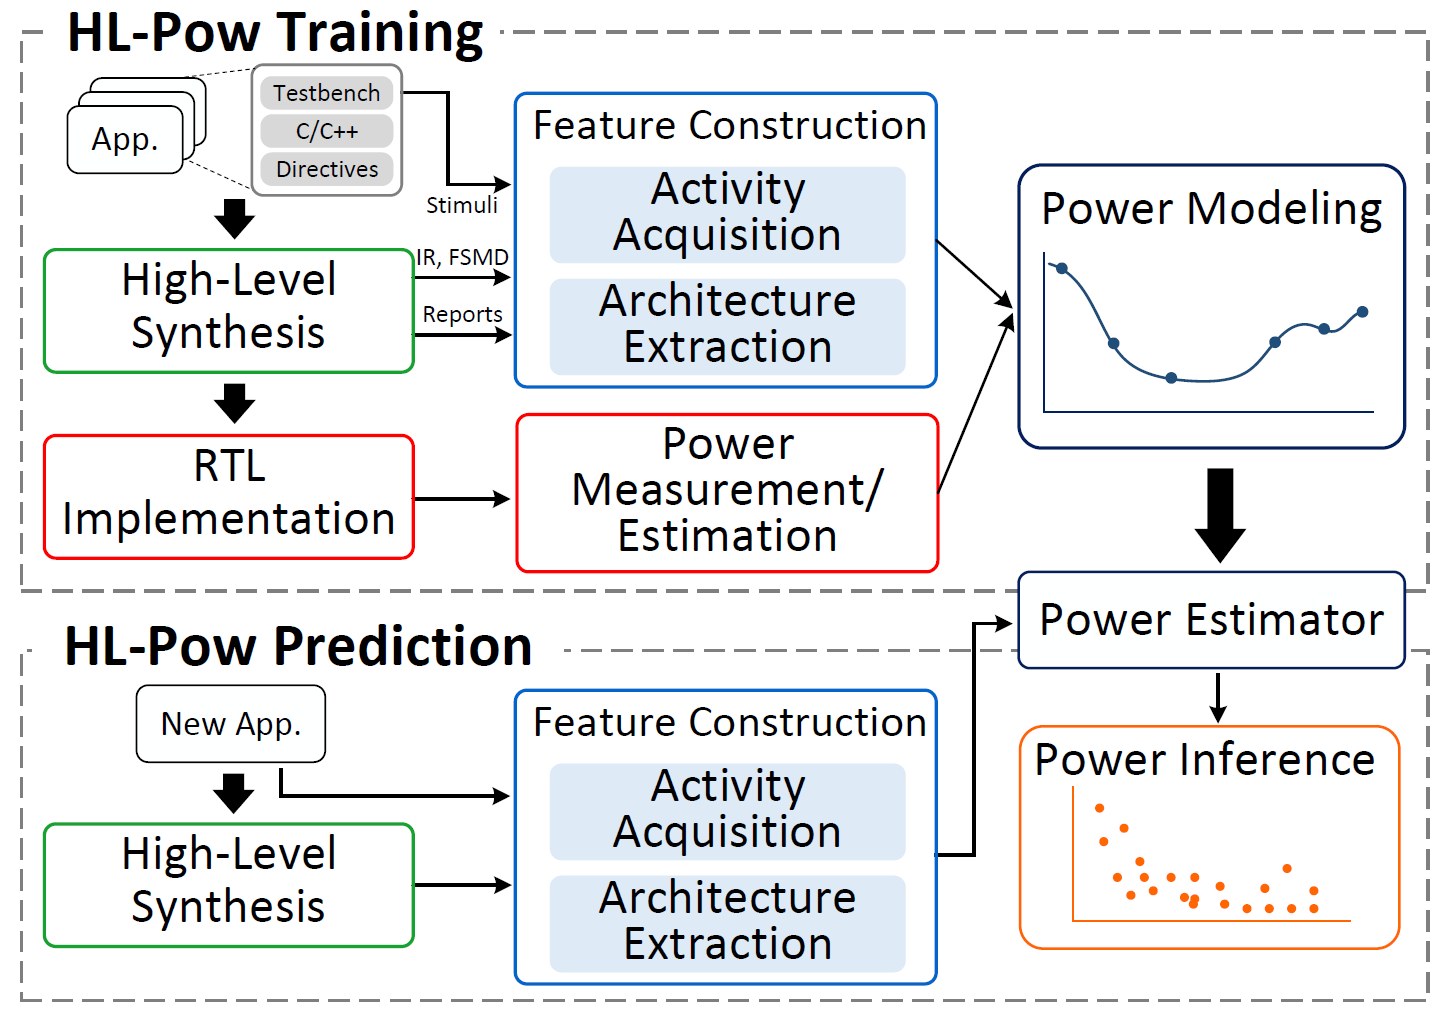 HL-Pow Training
App.
Testbench
C/C++
Directives
Stimuli
High-Level
Synthesis
IR, FSMD
Reports
RTL
Implementation
Feature Construction
Activity
Acquisition
Architecture
Extraction
Power
Measurement/
Estimation
Power Modeling
Power Estimator
HL-Pow Prediction
New App.
High-Level
Synthesis
Feature Construction
Activity
Acquisition
Architecture
Extraction
Power Inference